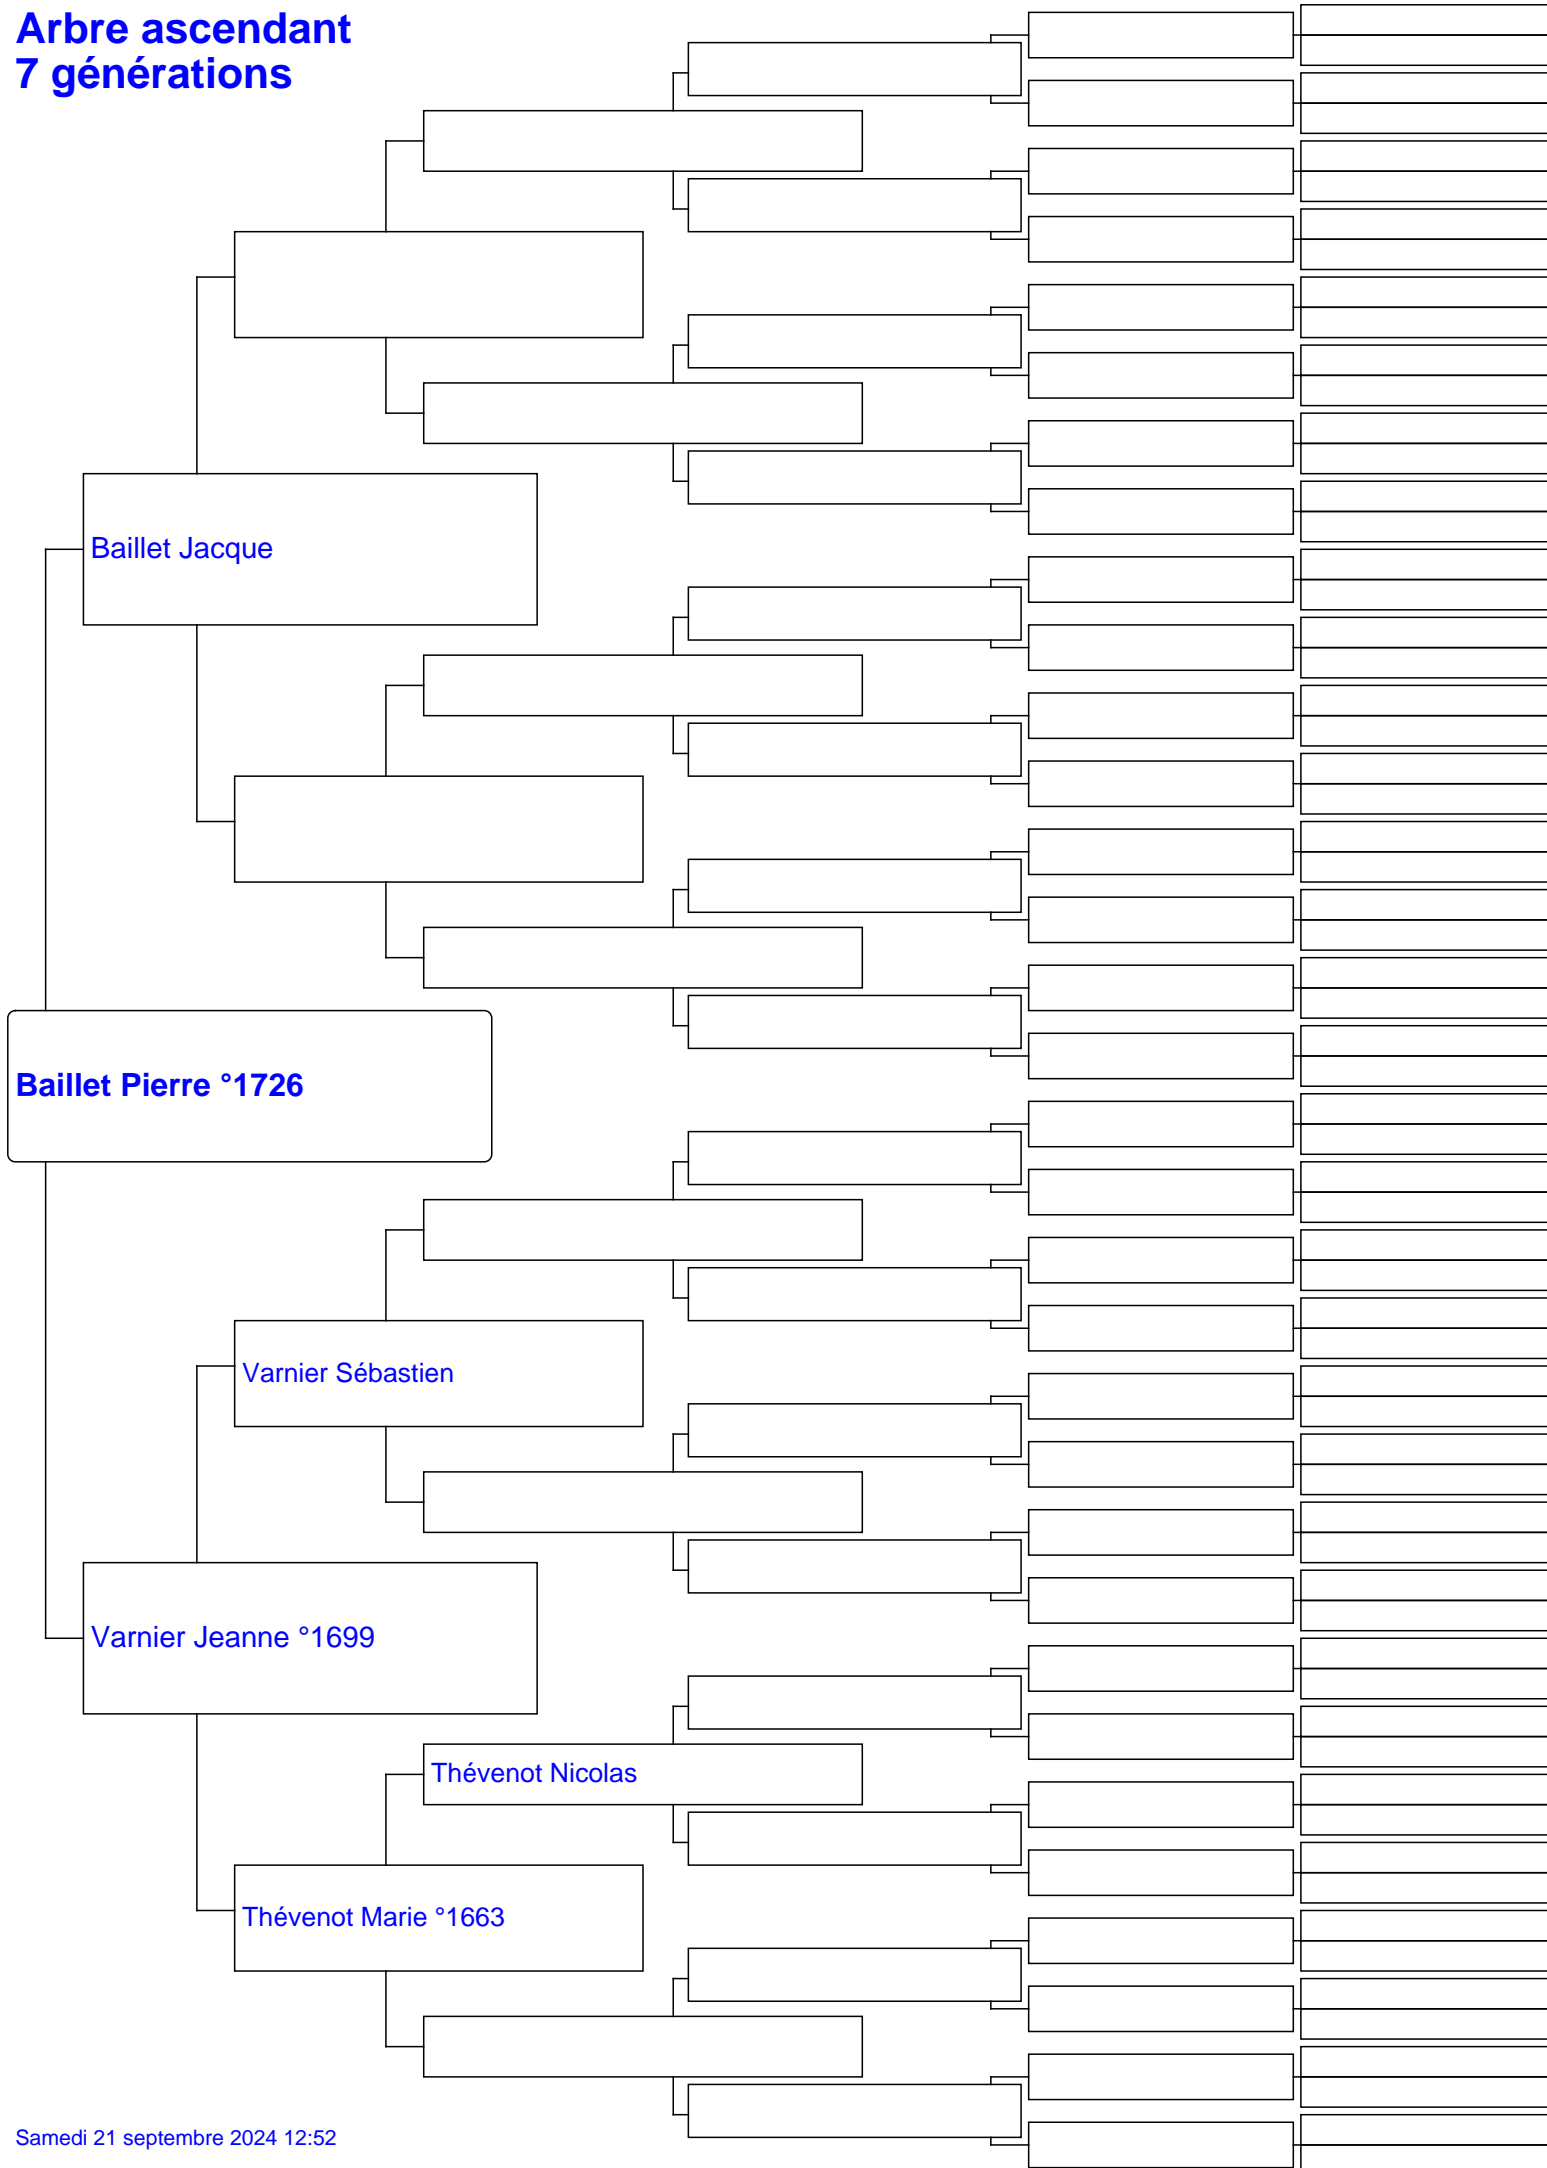 Arbre ascendant
7 générations
Baillet Jacque
Baillet Pierre °1726
Varnier Sébastien
Varnier Jeanne °1699
Thévenot Nicolas
Thévenot Marie °1663
Samedi 21 septembre 2024 12:52